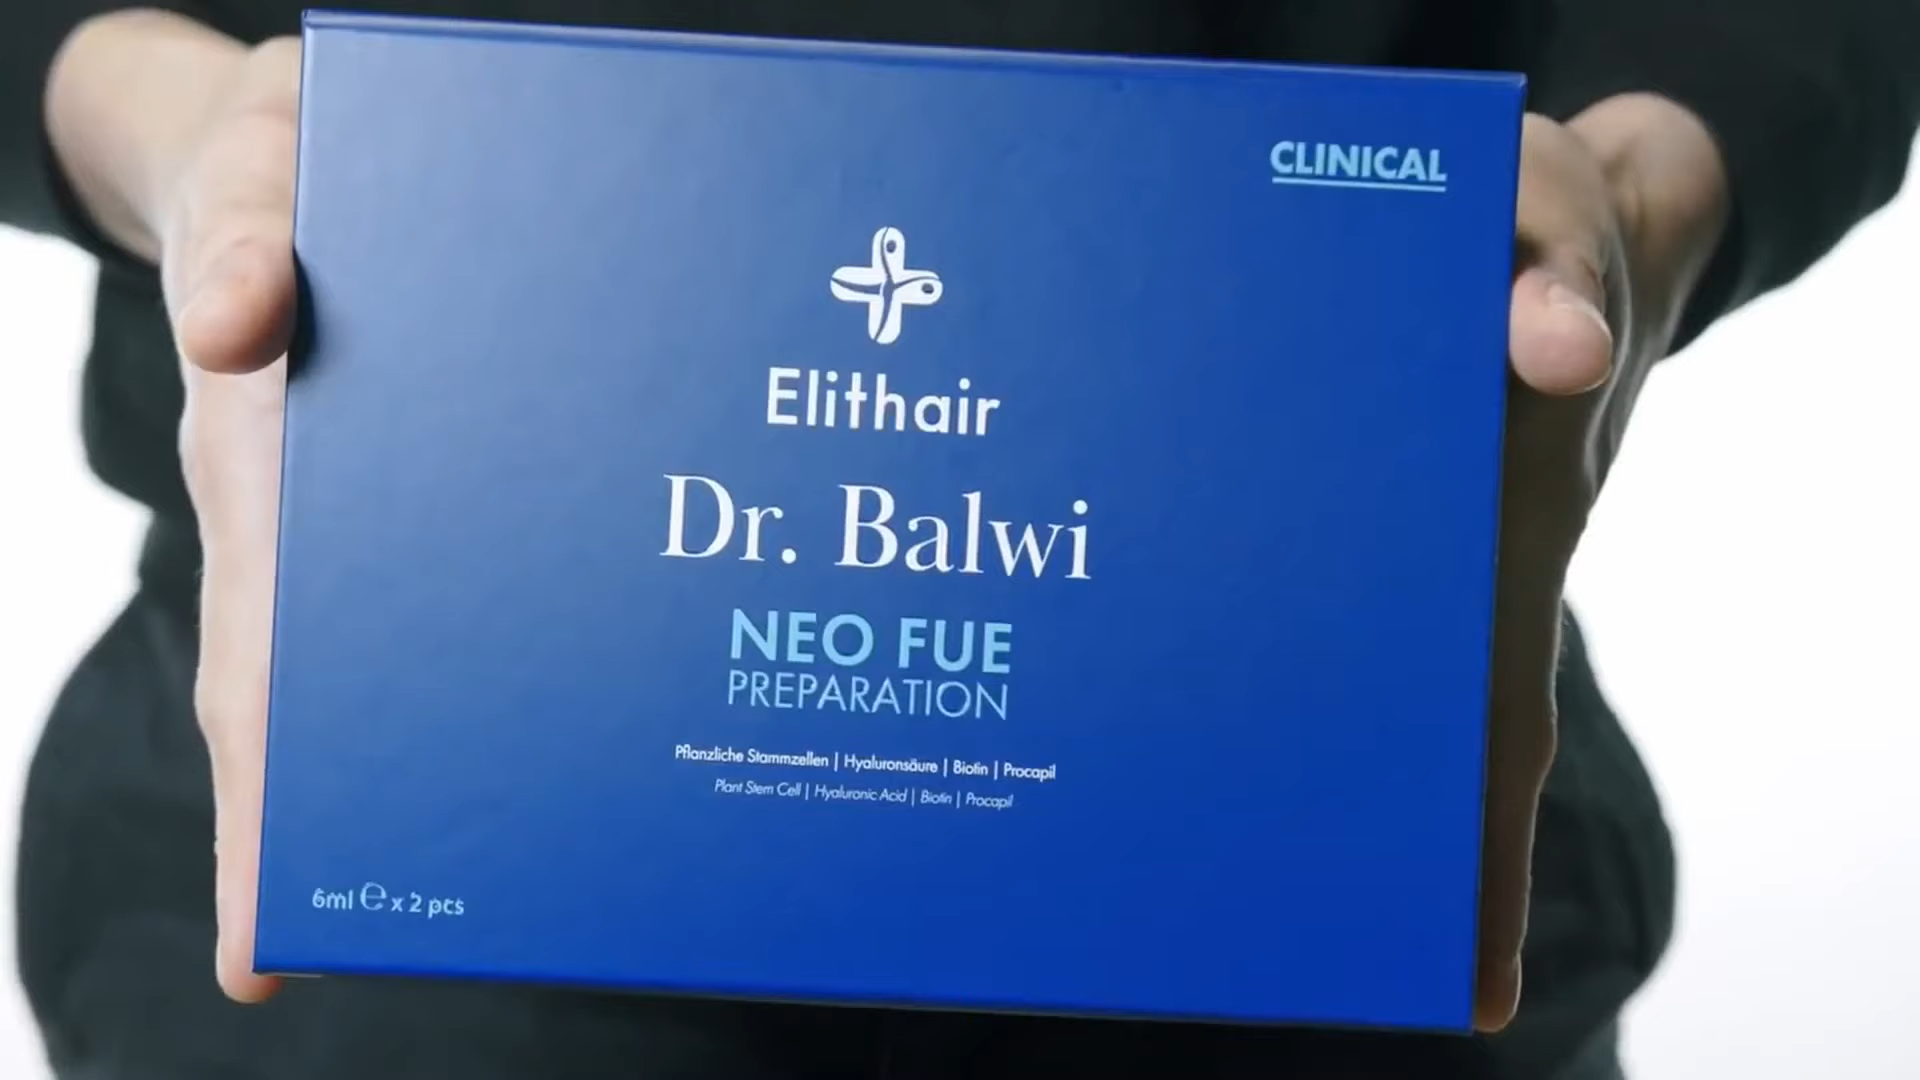 CLINICAL
Elithair
Dr. Balwi
NEO FUE
PREPARATION
Pflanzliche Stammzellen | Hyaluronsäure | Biotin | Procapil
Plant Stem Cell | Hyaluronic Acid | Biotin | Procapil
6ml ℮ x 2 pcs